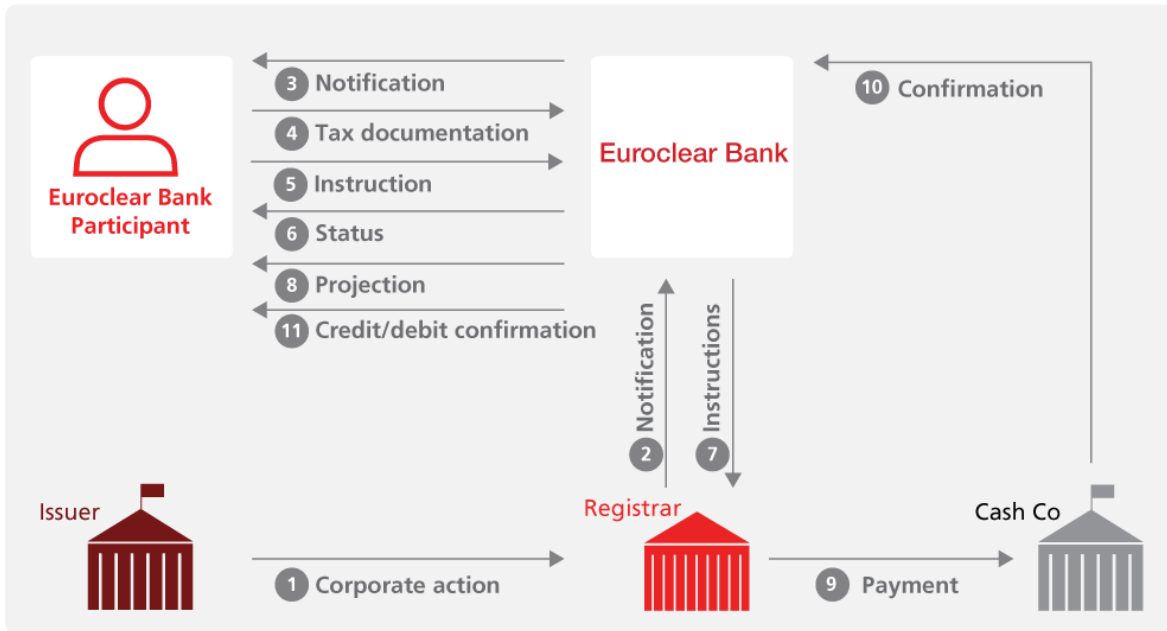 3 Notification
10 Confirmation
4 Tax documentation
Euroclear Bank
5 Instruction
Euroclear Bank
Participant
6 Status
8 Projection
11 Credit/debit confirmation
2 Notification
7 Instructions
Issuer
Registrar
Cash Co
1 Corporate action
9 Payment